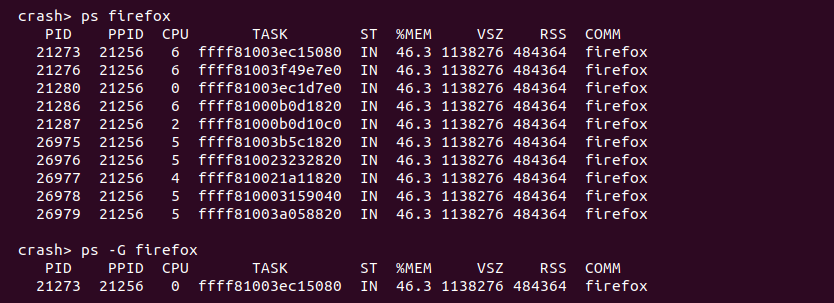 crash> ps firefox
PID PPID CPU TASK ST %MEM VSZ RSS COMM
21273 21256 6 ffff81003ec15080 IN 46.3 1138276 484364 firefox
21276 21256 6 ffff81003f49e7e0 IN 46.3 1138276 484364 firefox
21280 21256 0 ffff81003ec1d7e0 IN 46.3 1138276 484364 firefox
21286 21256 6 ffff81000b0d1820 IN 46.3 1138276 484364 firefox
21287 21256 2 ffff81000b0d10c0 IN 46.3 1138276 484364 firefox
26975 21256 5 ffff81003b5c1820 IN 46.3 1138276 484364 firefox
26976 21256 5 ffff810023232820 IN 46.3 1138276 484364 firefox
26977 21256 4 ffff810021a11820 IN 46.3 1138276 484364 firefox
26978 21256 5 ffff810003159040 IN 46.3 1138276 484364 firefox
26979 21256 5 ffff81003a058820 IN 46.3 1138276 484364 firefox
crash> ps -G firefox
PID PPID CPU TASK ST %MEM VSZ RSS COMM
21273 21256 0 ffff81003ec15080 IN 46.3 1138276 484364 firefox